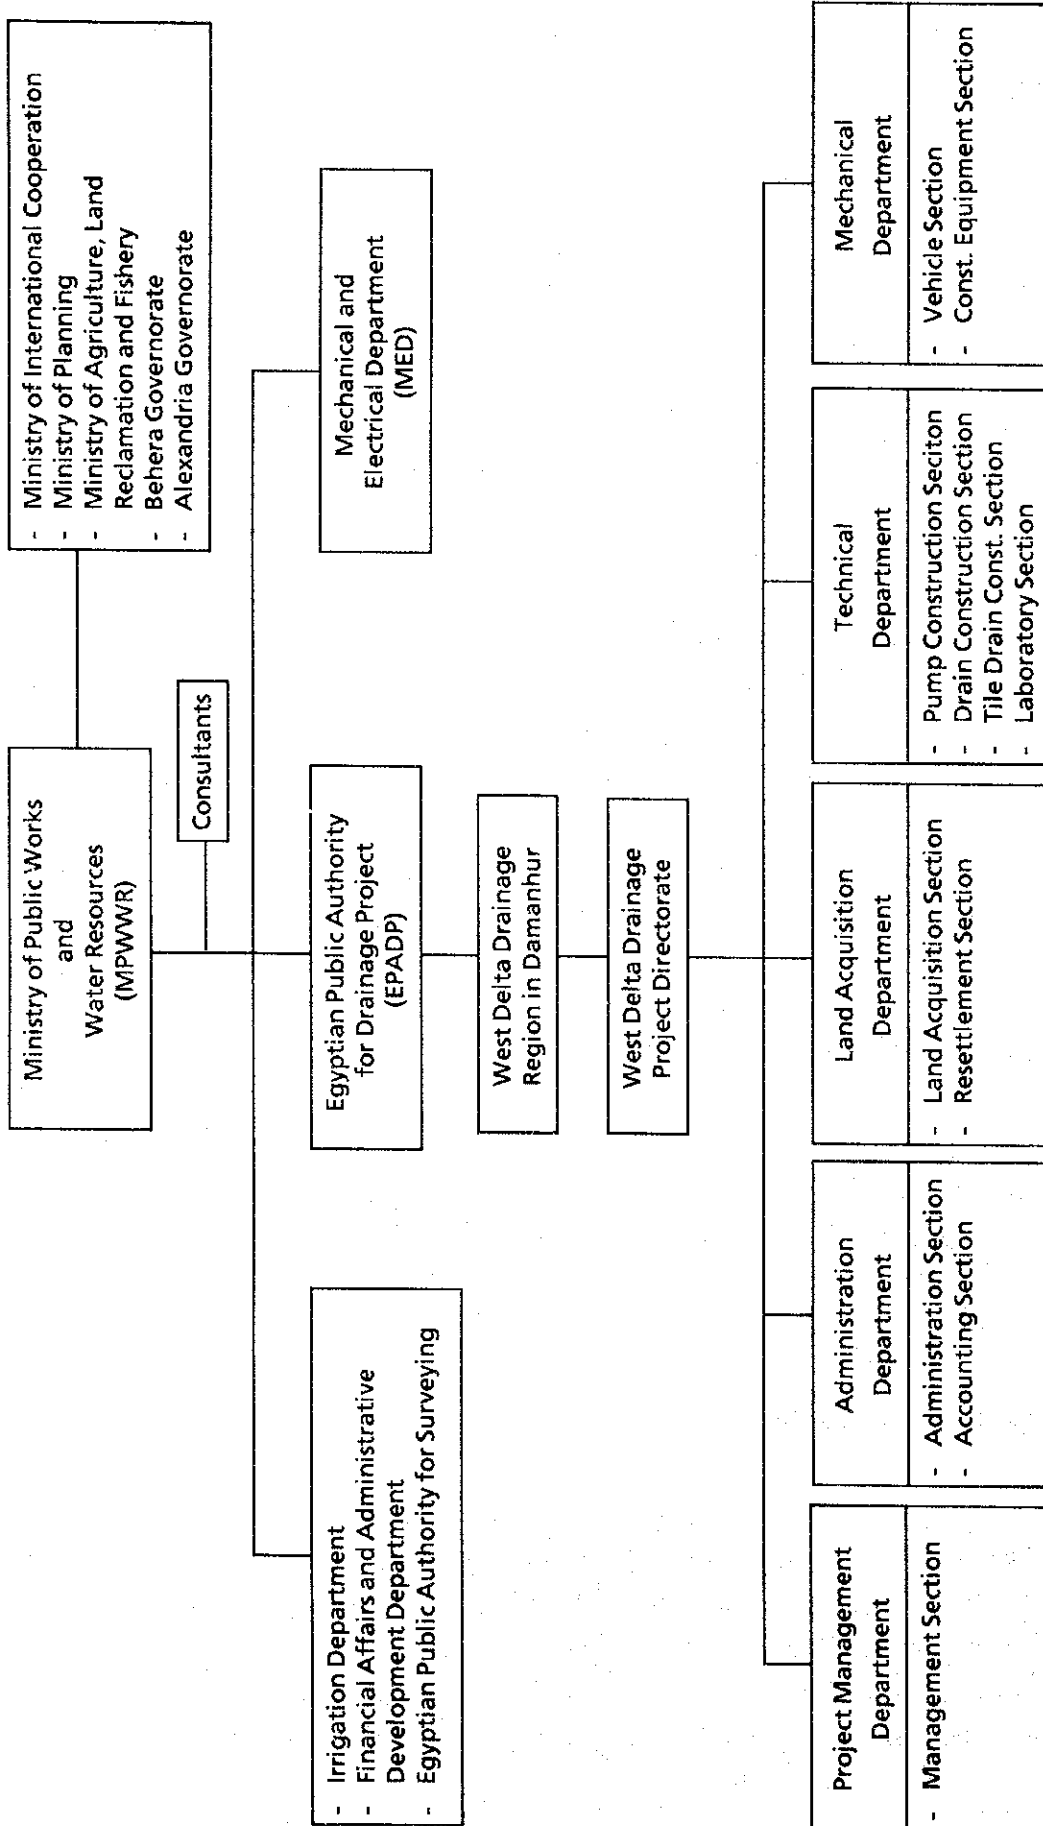 Ministry of Public Works
and
Water Resources
(MPWWR)
- Ministry of International Cooperation
- Ministry of Planning
- Ministry of Agriculture, Land
Reclamation and Fishery
- Behera Governorate
- Alexandria Governorate
Consultants
- Irrigation Department
- Financial Affairs and Administrative
Development Department
- Egyptian Public Authority for Surveying
Egyptian Public Authority
for Drainage Project
(EPADP)
Mechanical and
Electrical Department
(MED)
West Delta Drainage
Region in Damanhur
West Delta Drainage
Project Directorate
Project Management
Department
- Management Section
Administration
Department
- Administration Section
- Accounting Section
Land Acquisition
Department
- Land Acquisition Section
- Resettlement Section
Technical
Department
- Pump Construction Seciton
- Drain Construction Section
- Tile Drain Const. Section
- Laboratory Section
Mechanical
Department
- Vehicle Section
- Const. Equipment Section